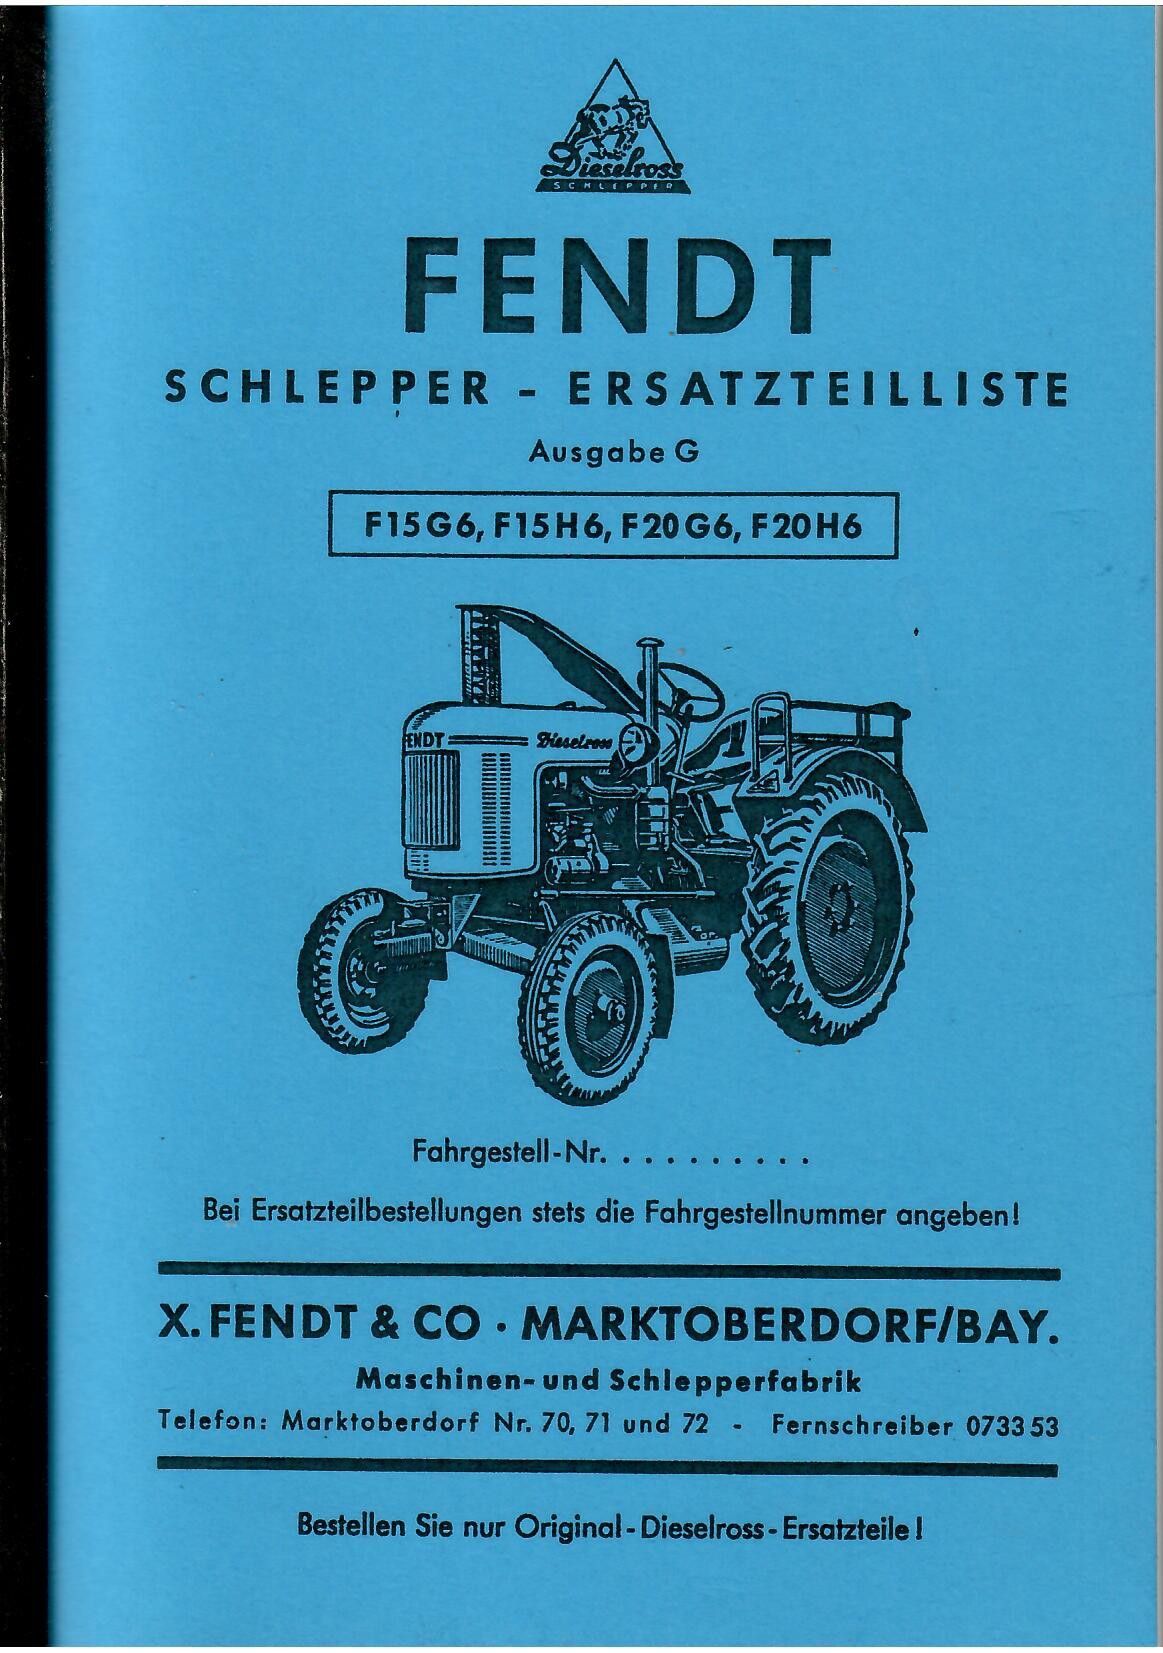 Dieselross
SCHLEPPER
FENDT
SCHLEPPER - ERSATZTEILLISTE
Ausgabe G
F15G6, F15H6, F20G6, F20H6
ENDT Dieselross
Fahrgestell-Nr. . . . . . . . . . .
Bei Ersatzteilbestellungen stets die Fahrgestellnummer angeben!
X. FENDT & CO · MARKTOBERDORF/BAY.
Maschinen- und Schlepperfabrik
Telefon: Marktoberdorf Nr. 70, 71 und 72 - Fernschreiber 073353
Bestellen Sie nur Original-Dieselross-Ersatzteile!